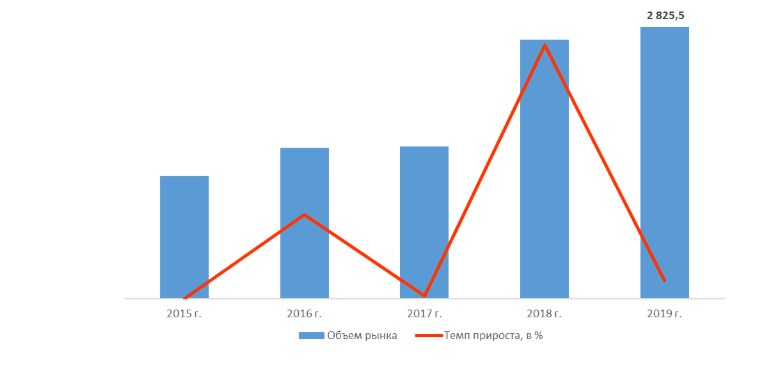 2 825,5
2015 г. 2016 г. 2017 г. 2018 г. 2019 г.
Объем рынка Темп прироста, в %